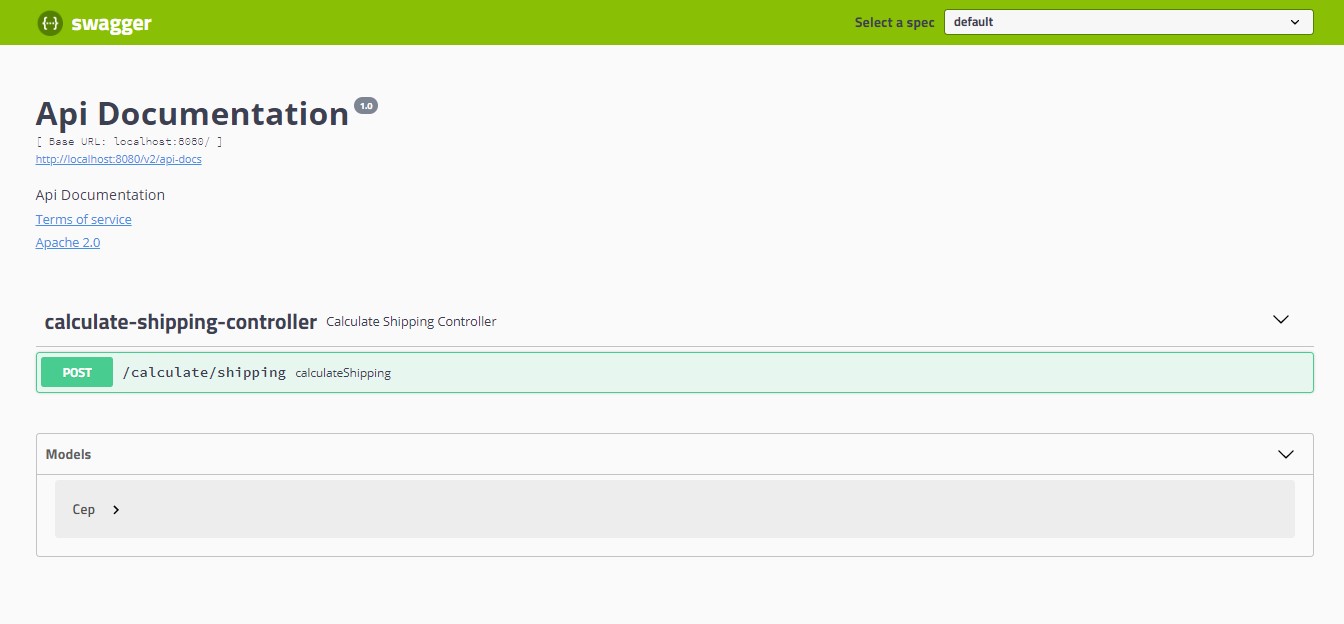 {··} swagger Select a spec default
Api Documentation 1.0
[ Base URL: localhost:8080/ ]
http://localhost:8080/v2/api-docs
Api Documentation
Terms of service
Apache 2.0
calculate-shipping-controller Calculate Shipping Controller
POST /calculate/shipping calculateShipping
Models
Cep